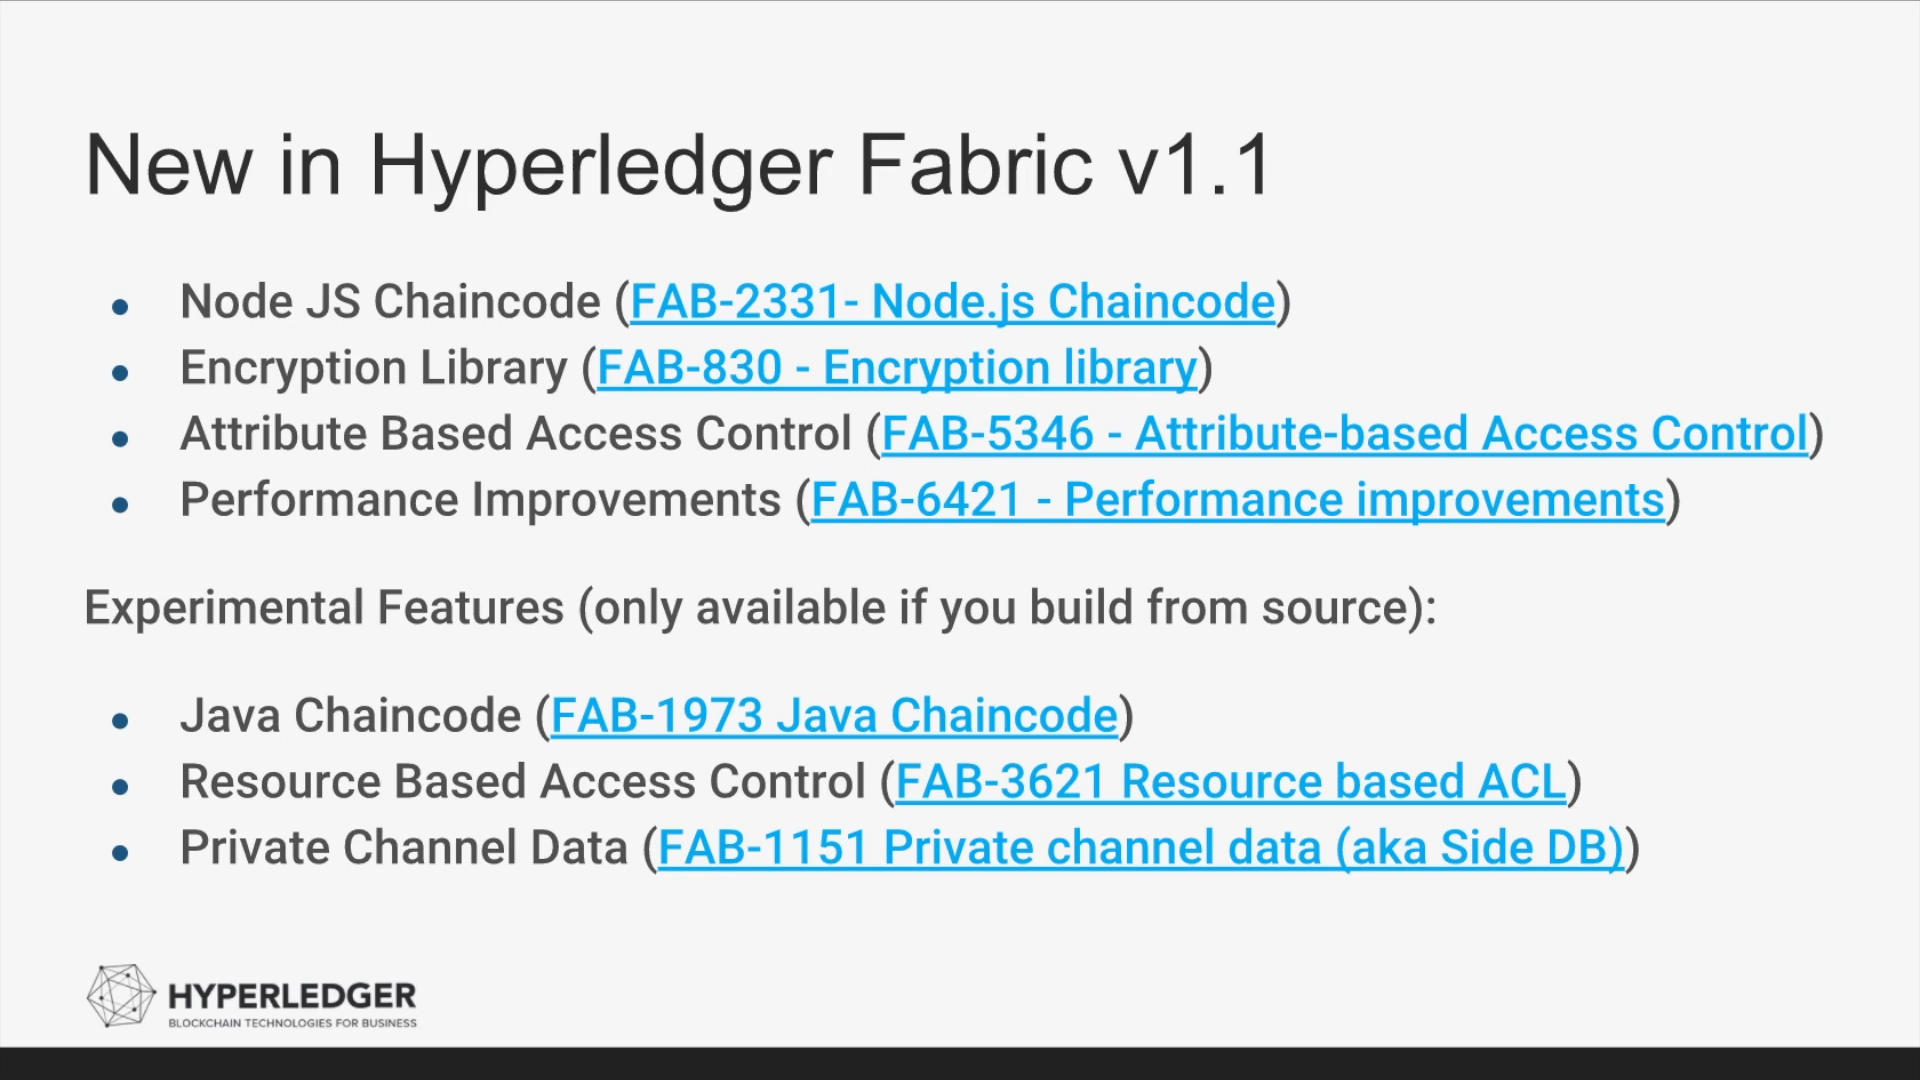 New in Hyperledger Fabric v1.1
• Node JS Chaincode (FAB-2331- Node.js Chaincode)
• Encryption Library (FAB-830 - Encryption library)
• Attribute Based Access Control (FAB-5346 - Attribute-based Access Control)
• Performance Improvements (FAB-6421 - Performance improvements)
Experimental Features (only available if you build from source):
• Java Chaincode (FAB-1973 Java Chaincode)
• Resource Based Access Control (FAB-3621 Resource based ACL)
• Private Channel Data (FAB-1151 Private channel data (aka Side DB))
HYPERLEDGER
BLOCKCHAIN TECHNOLOGIES FOR BUSINESS